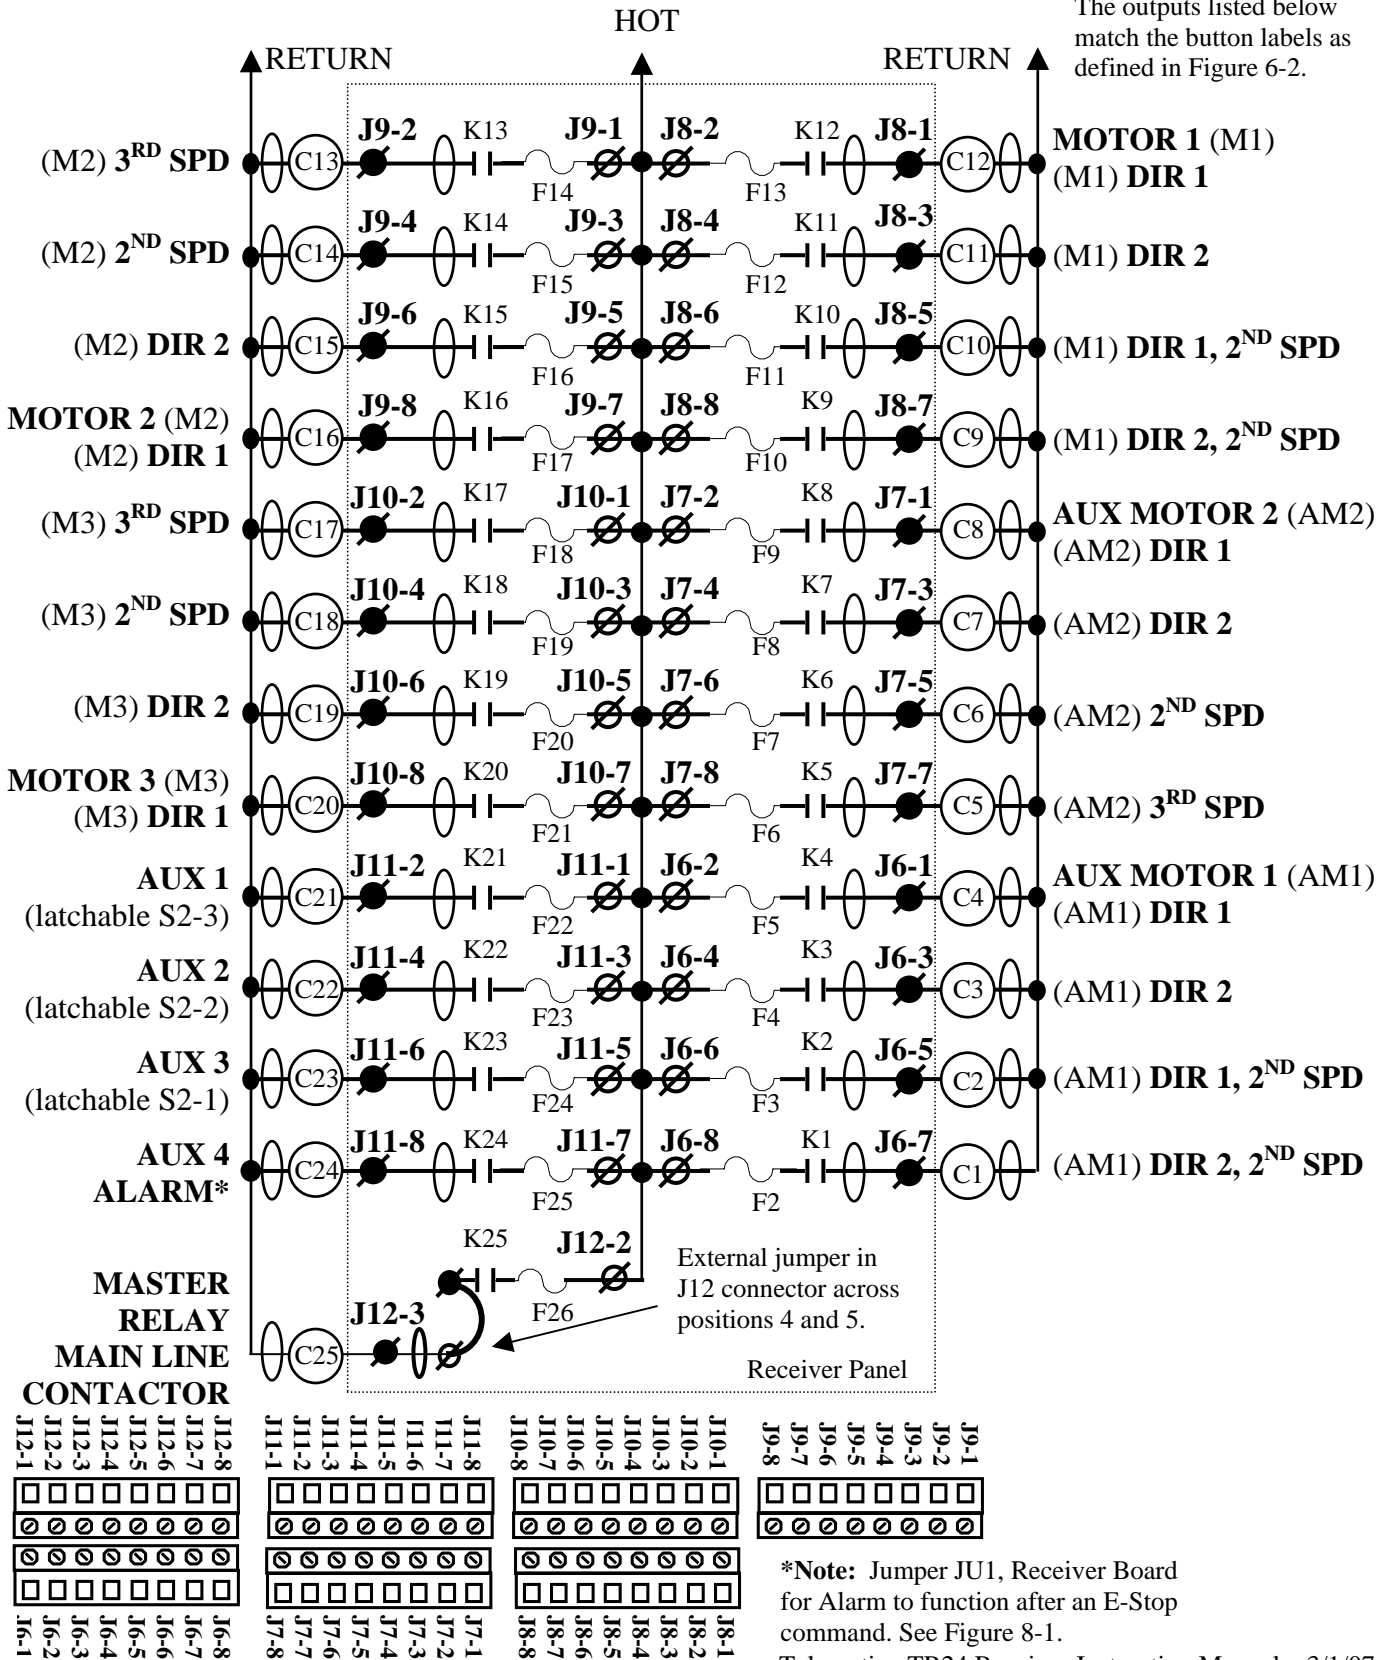 The outputs listed below
match the button labels as
defined in Figure 6-2.
HOT
RETURN
RETURN
(M2) 3RD SPD C13 J9-2 K13 F14 J9-1 J8-2 F13 K12 J8-1 C12 MOTOR 1 (M1)
(M1) DIR 1
(M2) 2ND SPD C14 J9-4 K14 F15 J9-3 J8-4 F12 K11 J8-3 C11 (M1) DIR 2
(M2) DIR 2 C15 J9-6 K15 F16 J9-5 J8-6 F11 K10 J8-5 C10 (M1) DIR 1, 2ND SPD
MOTOR 2 (M2)
(M2) DIR 1 C16 J9-8 K16 F17 J9-7 J8-8 F10 K9 J8-7 C9 (M1) DIR 2, 2ND SPD
(M3) 3RD SPD C17 J10-2 K17 F18 J10-1 J7-2 F9 K8 J7-1 C8 AUX MOTOR 2 (AM2)
(AM2) DIR 1
(M3) 2ND SPD C18 J10-4 K18 F19 J10-3 J7-4 F8 K7 J7-3 C7 (AM2) DIR 2
(M3) DIR 2 C19 J10-6 K19 F20 J10-5 J7-6 F7 K6 J7-5 C6 (AM2) 2ND SPD
MOTOR 3 (M3)
(M3) DIR 1 C20 J10-8 K20 F21 J10-7 J7-8 F6 K5 J7-7 C5 (AM2) 3RD SPD
AUX 1
(latchable S2-3) C21 J11-2 K21 F22 J11-1 J6-2 F5 K4 J6-1 C4 AUX MOTOR 1 (AM1)
(AM1) DIR 1
AUX 2
(latchable S2-2) C22 J11-4 K22 F23 J11-3 J6-4 F4 K3 J6-3 C3 (AM1) DIR 2
AUX 3
(latchable S2-1) C23 J11-6 K23 F24 J11-5 J6-6 F3 K2 J6-5 C2 (AM1) DIR 1, 2ND SPD
AUX 4
ALARM* C24 J11-8 K24 F25 J11-7 J6-8 F2 K1 J6-7 C1 (AM1) DIR 2, 2ND SPD
MASTER
RELAY
MAIN LINE
CONTACTOR
C25 J12-3 K25 F26 J12-2
External jumper in
J12 connector across
positions 4 and 5.
Receiver Panel
J12-1 J12-2 J12-3 J12-4 J12-5 J12-6 J12-7 J12-8
J11-1 J11-2 J11-3 J11-4 J11-5 J11-6 J11-7 J11-8
J10-8 J10-7 J10-6 J10-5 J10-4 J10-3 J10-2 J10-1
J9-8 J9-7 J9-6 J9-5 J9-4 J9-3 J9-2 J9-1
J6-1 J6-2 J6-3 J6-4 J6-5 J6-6 J6-7 J6-8
J7-8 J7-7 J7-6 J7-5 J7-4 J7-3 J7-2 J7-1
J8-8 J8-7 J8-6 J8-5 J8-4 J8-3 J8-2 J8-1
*Note: Jumper JU1, Receiver Board
for Alarm to function after an E-Stop
command. See Figure 8-1.